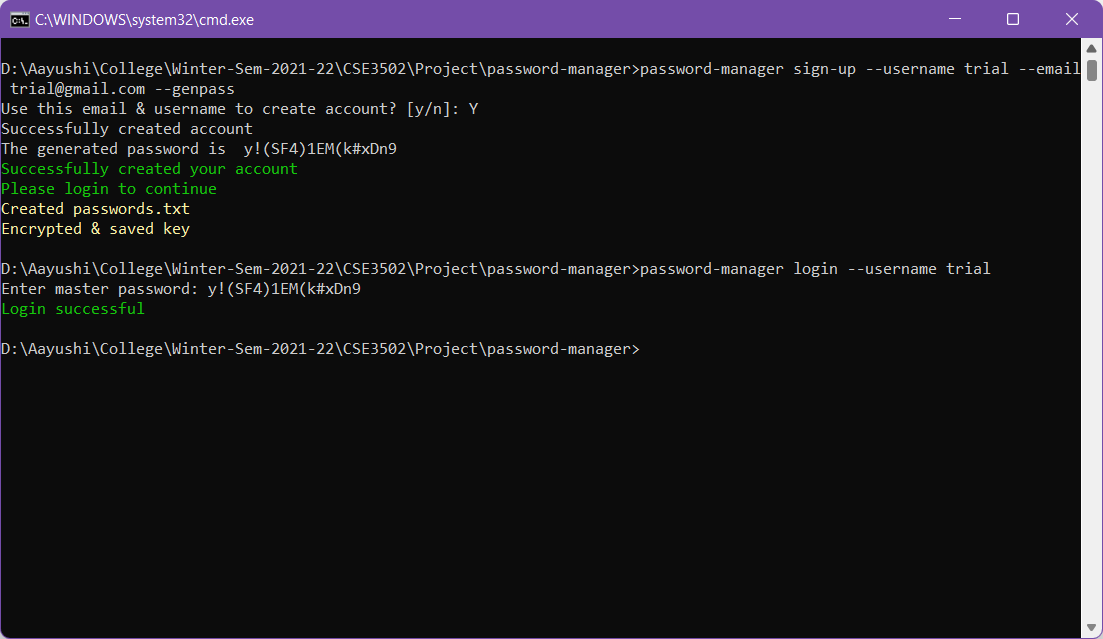 C:\WINDOWS\system32\cmd.exe
D:\Aayushi\College\Winter-Sem-2021-22\CSE3502\Project\password-manager>password-manager sign-up --username trial --email
 trial@gmail.com --genpass
Use this email & username to create account? [y/n]: Y
Successfully created account
The generated password is  y!(SF4)1EM(k#xDn9
Successfully created your account
Please login to continue
Created passwords.txt
Encrypted & saved key
D:\Aayushi\College\Winter-Sem-2021-22\CSE3502\Project\password-manager>password-manager login --username trial
Enter master password: y!(SF4)1EM(k#xDn9
Login successful
D:\Aayushi\College\Winter-Sem-2021-22\CSE3502\Project\password-manager>